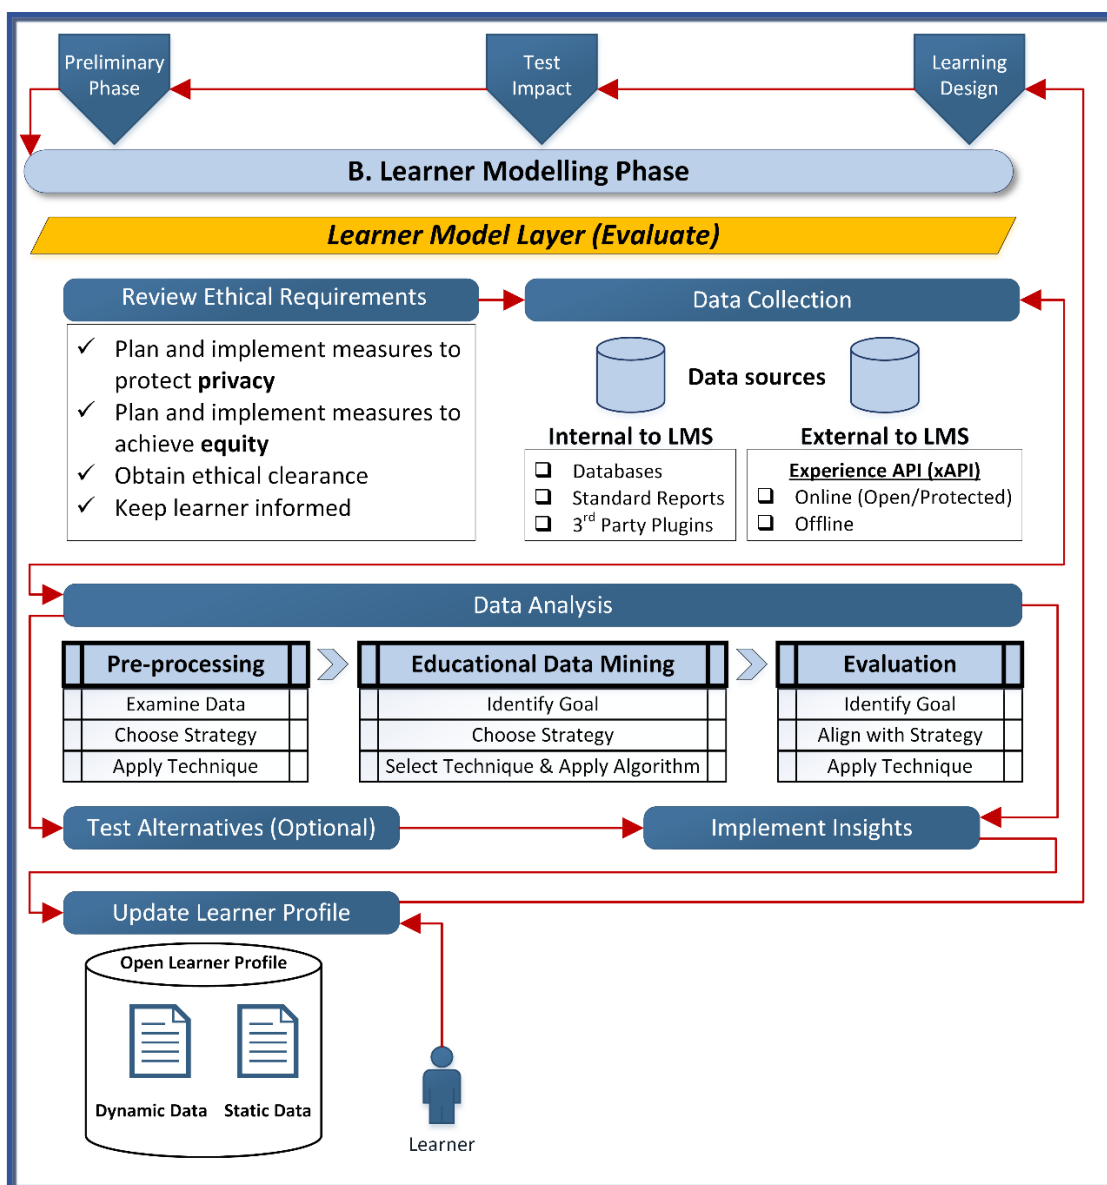 Preliminary
Phase
Test
Impact
Learning
Design
B. Learner Modelling Phase
Learner Model Layer (Evaluate)
Review Ethical Requirements
✓ Plan and implement measures to
protect privacy
✓ Plan and implement measures to
achieve equity
✓ Obtain ethical clearance
✓ Keep learner informed
Data Collection
Data sources
Internal to LMS
❑ Databases
❑ Standard Reports
❑ 3rd Party Plugins
External to LMS
Experience API (xAPI)
❑ Online (Open/Protected)
❑ Offline
Data Analysis
Pre-processing
Examine Data
Choose Strategy
Apply Technique
Educational Data Mining
Identify Goal
Choose Strategy
Select Technique & Apply Algorithm
Evaluation
Identify Goal
Align with Strategy
Apply Technique
Test Alternatives (Optional)
Implement Insights
Update Learner Profile
Open Learner Profile
Dynamic Data
Static Data
Learner